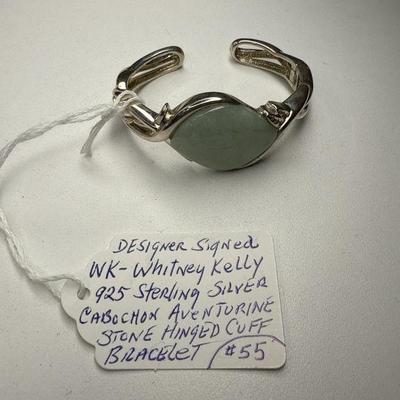 DESIGNER SIGNED
WK-WHITNEY KELLY
925 STERLING SILVER
CABOCHON AVENTURINE
STONE HINGED CUFF
BRACELET #55